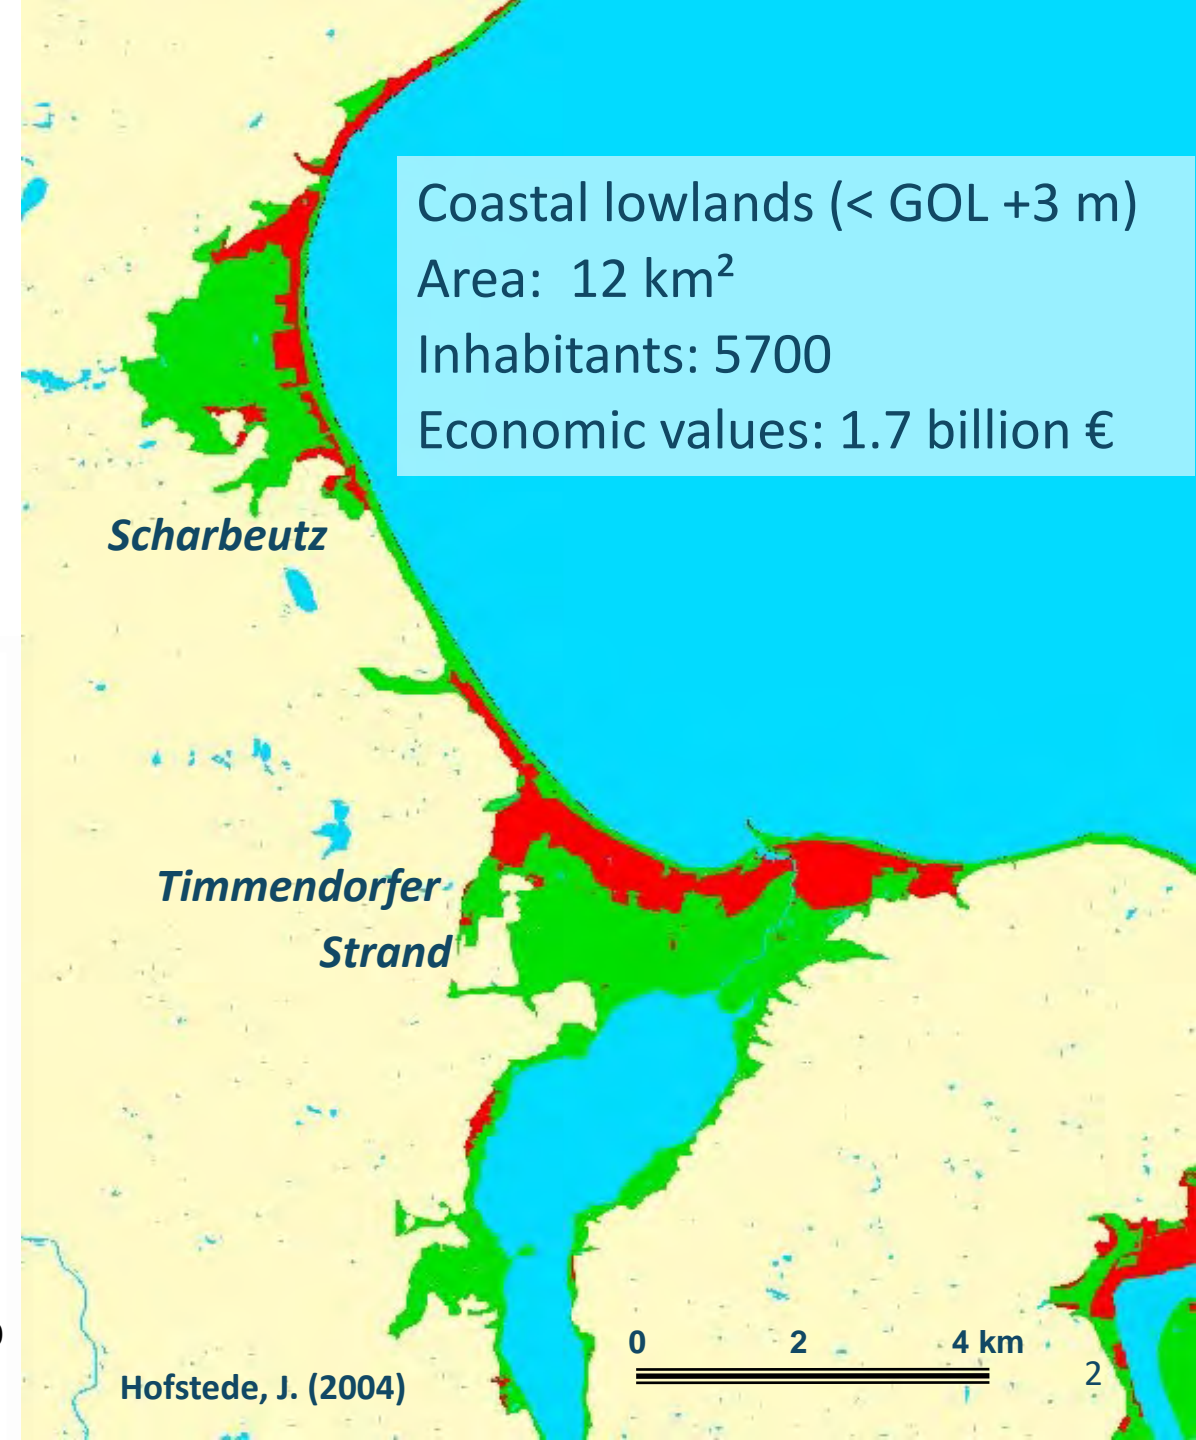 Coastal lowlands (< GOL +3 m)
Area: 12 km²
Inhabitants: 5700
Economic values: 1.7 billion €
Scharbeutz
Timmendorfer
Strand
0 2 4 km
2
Hofstede, J. (2004)